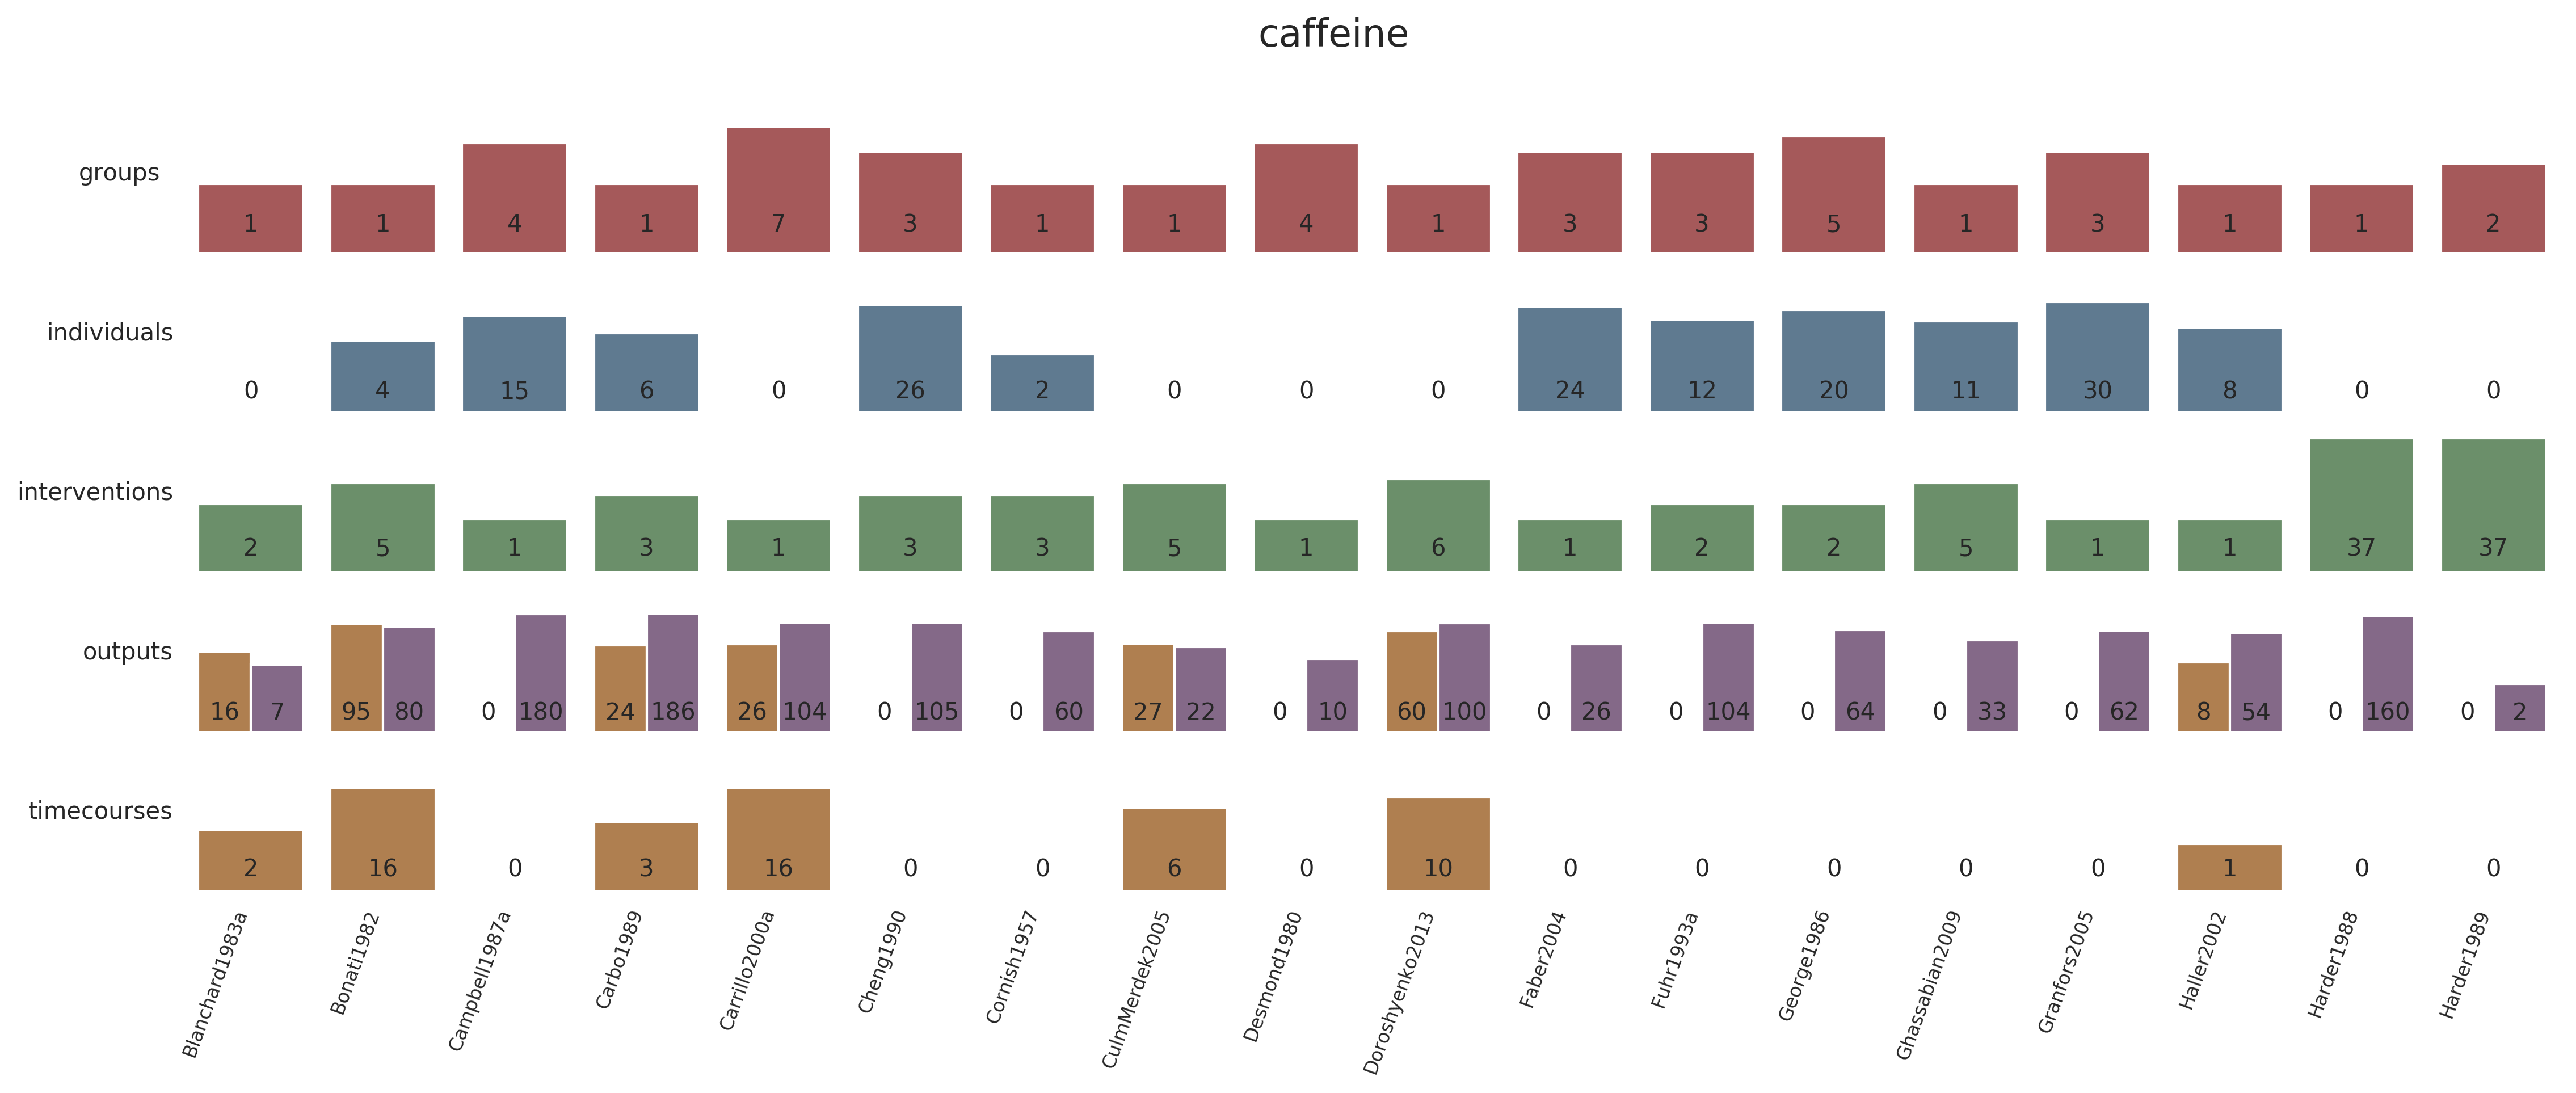 caffeine
groups
1 1 4 1 7 3 1 1 4 1 3 3 5 1 3 1 1 2
individuals
0 4 15 6 0 26 2 0 0 0 24 12 20 11 30 8 0 0
interventions
2 5 1 3 1 3 3 5 1 6 1 2 2 5 1 1 37 37
outputs
16 7 95 80 0 180 24 186 26 104 0 105 0 60 27 22 0 10 60 100 0 26 0 104 0 64 0 33 0 62 8 54 0 160 0 2
timecourses
2 16 0 3 16 0 0 6 0 10 0 0 0 0 0 1 0 0
Blanchard1983a
Bonati1982
Campbell1987a
Carbo1989
Carrillo2000a
Cheng1990
Cornish1957
CulmMerdek2005
Desmond1980
Doroshyenko2013
Faber2004
Fuhr1993a
George1986
Ghassabian2009
Granfors2005
Haller2002
Harder1988
Harder1989